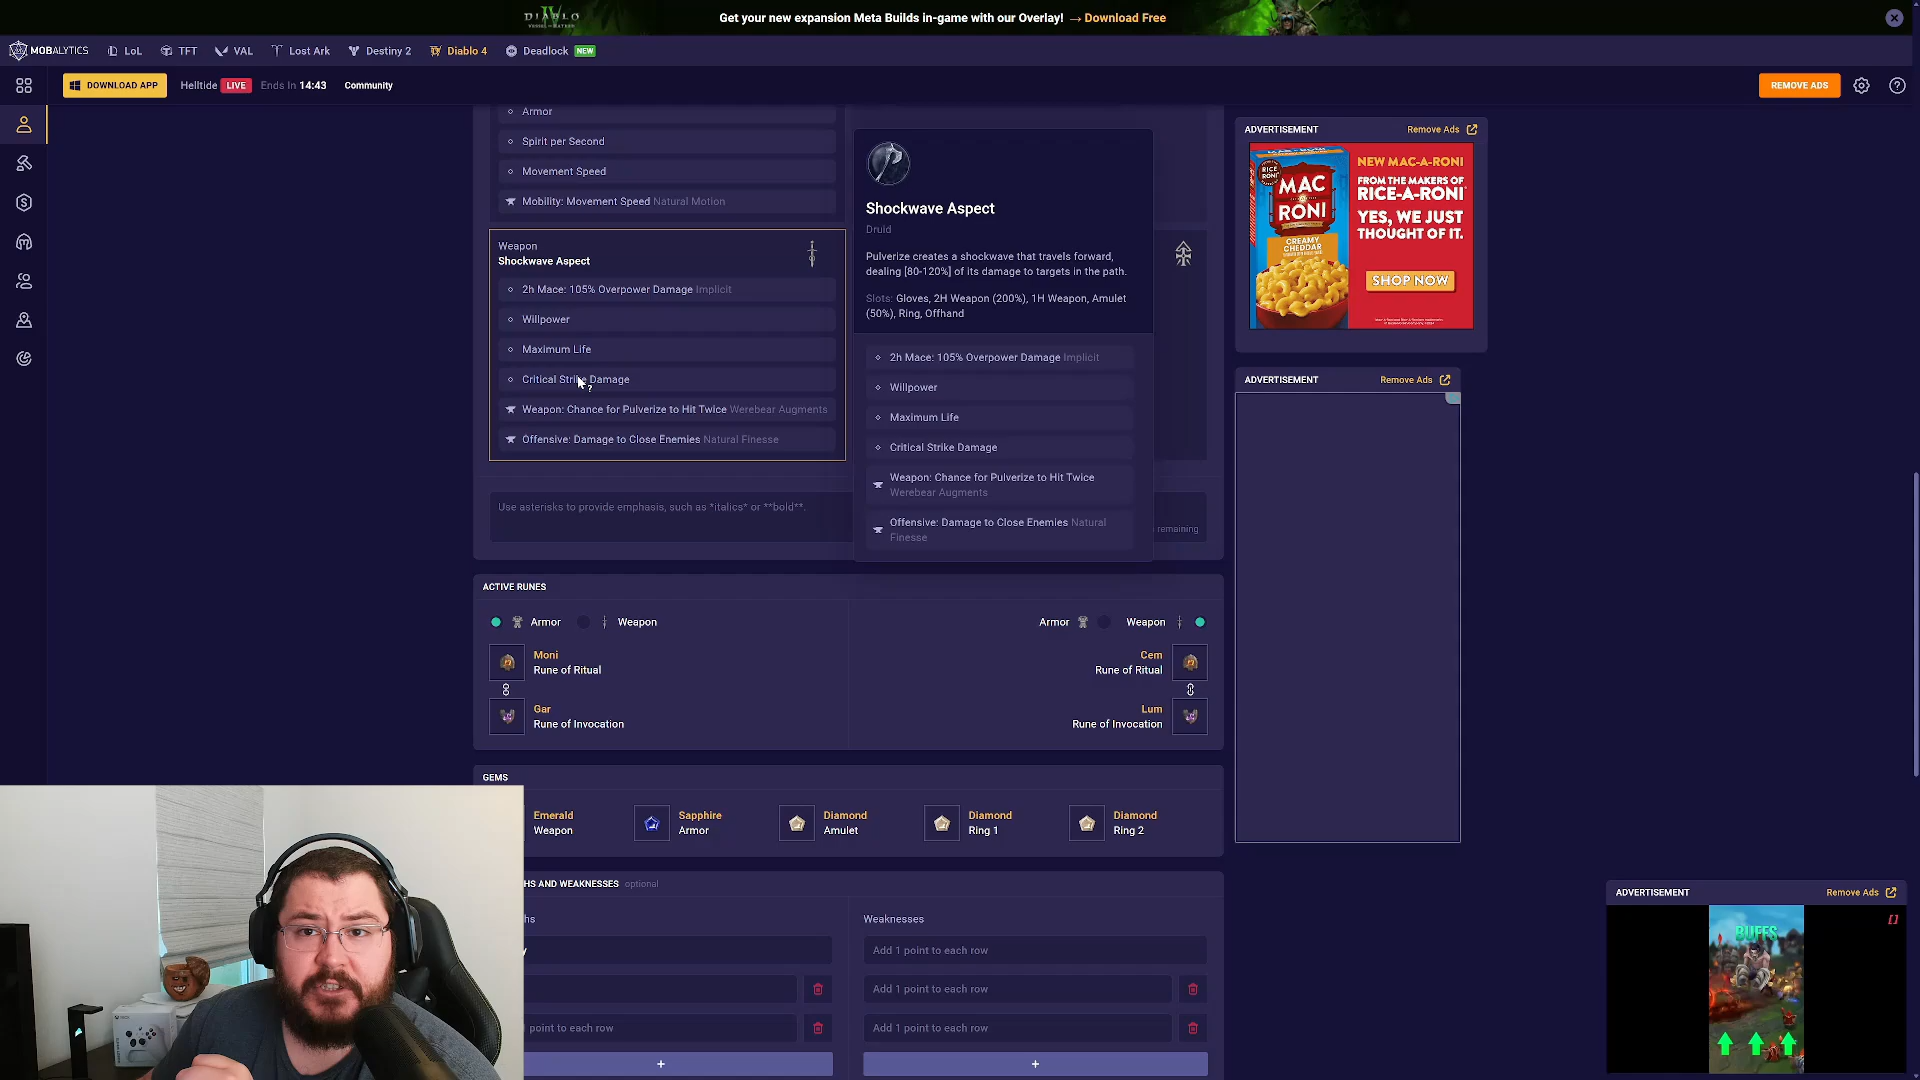 DIABLO IV
Get your new expansion Meta Builds in-game with our Overlay! → Download Free
MOBALYTICS
LoL
TFT
VAL
Lost Ark
Destiny 2
Diablo 4
Deadlock NEW
DOWNLOAD APP
Helltide LIVE Ends In 14:43
Community
REMOVE ADS
Armor
Spirit per Second
Movement Speed
Mobility: Movement Speed Natural Motion
Weapon
Shockwave Aspect
2h Mace: 105% Overpower Damage Implicit
Willpower
Maximum Life
Critical Strike Damage
Weapon: Chance for Pulverize to Hit Twice Werebear Augments
Offensive: Damage to Close Enemies Natural Finesse
Shockwave Aspect
Druid
Pulverize creates a shockwave that travels forward,
dealing [80-120%] of its damage to targets in the path.
Slots: Gloves, 2H Weapon (200%), 1H Weapon, Amulet
(50%), Ring, Offhand
2h Mace: 105% Overpower Damage Implicit
Willpower
Maximum Life
Critical Strike Damage
Weapon: Chance for Pulverize to Hit Twice
Werebear Augments
Offensive: Damage to Close Enemies Natural
Finesse
Use asterisks to provide emphasis, such as *italics* or **bold**.
remaining
ACTIVE RUNES
Armor
Weapon
Armor
Weapon
Moni
Rune of Ritual
Cem
Rune of Ritual
Gar
Rune of Invocation
Lum
Rune of Invocation
GEMS
Emerald
Weapon
Sapphire
Armor
Diamond
Amulet
Diamond
Ring 1
Diamond
Ring 2
HS AND WEAKNESSES optional
hs
Weaknesses
y
Add 1 point to each row
Add 1 point to each row
point to each row
Add 1 point to each row
+
+
ADVERTISEMENT
Remove Ads
RICE A RONI
MAC
A
RONI
CREAMY
CHEDDAR
NEW MAC-A-RONI
FROM THE MAKERS OF
RICE-A-RONI
YES, WE JUST
THOUGHT OF IT.
SHOP NOW
ADVERTISEMENT
Remove Ads
ADVERTISEMENT
Remove Ads
BUFFS